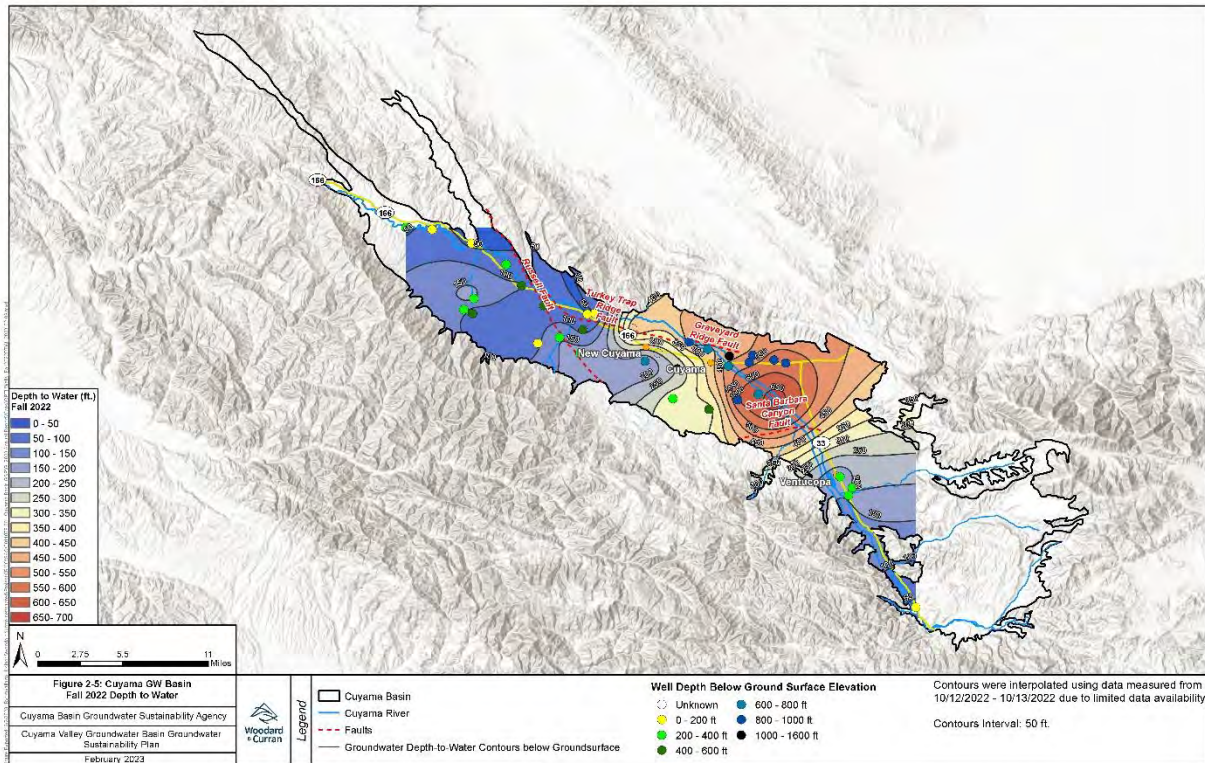 166
166
Russell Fault
Turkey Trap
Ridge
Fault
166
Graveyard
Ridge Fault
New Cuyama
Cuyama
Santa Barbara
Canyon
Fault
33
Ventucopa
Depth to Water (ft.)
Fall 2022
0 - 50
50 - 100
100 - 150
150 - 200
200 - 250
250 - 300
300 - 350
350 - 400
400 - 450
450 - 500
500 - 550
550 - 600
600 - 650
650 - 700
N
0 2.75 5.5 11
Miles
Figure 2-5: Cuyama GW Basin
Fall 2022 Depth to Water
Cuyama Basin Groundwater Sustainability Agency
Cuyama Valley Groundwater Basin Groundwater
Sustainability Plan
February 2023
Woodard
& Curran
Legend
Cuyama Basin
Cuyama River
Faults
Groundwater Depth-to-Water Contours below Groundsurface
Well Depth Below Ground Surface Elevation
Unknown
0 - 200 ft
200 - 400 ft
400 - 600 ft
600 - 800 ft
800 - 1000 ft
1000 - 1600 ft
Contours were interpolated using data measured from
10/12/2022 - 10/13/2022 due to limited data availability
Contours Interval: 50 ft.